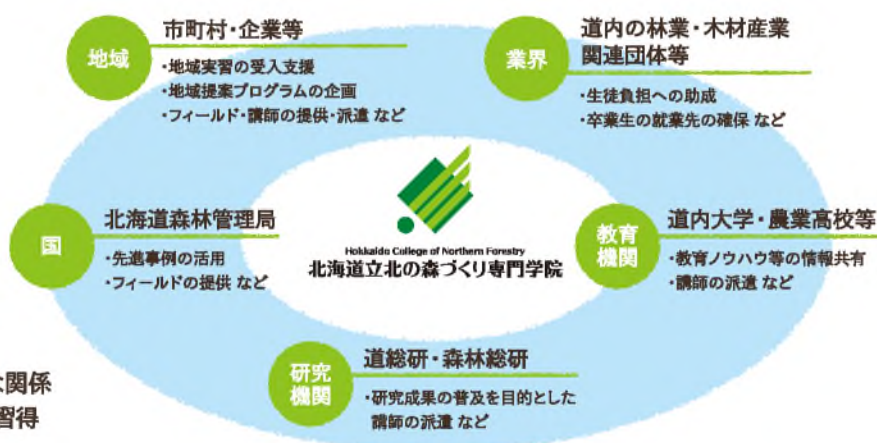 地域
市町村・企業等
・地域実習の受入支援
・地域提案プログラムの企画
・フィールド・講師の提供・派遣 など
業界
道内の林業・木材産業
関連団体等
・生徒負担への助成
・卒業生の就業先の確保 など
国
北海道森林管理局
・先進事例の活用
・フィールドの提供 など
Hokkaido College of Northern Forestry
北海道立北の森づくり専門学院
教育
機関
道内大学・農業高校等
・教育ノウハウ等の情報共有
・講師の派遣 など
研究
機関
道総研・森林総研
・研究成果の普及を目的とした
講師の派遣 など
な関係
習得